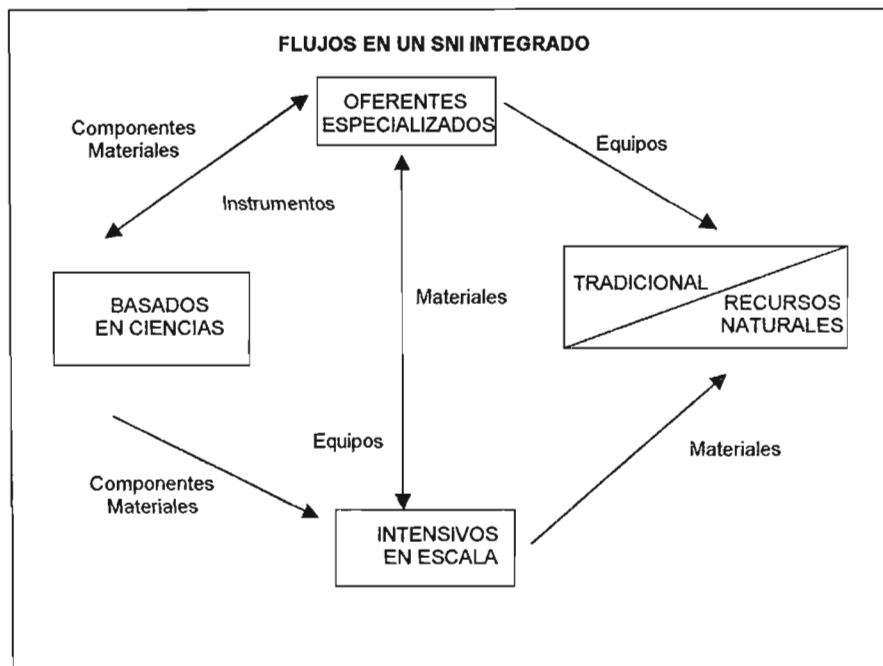 FLUJOS EN UN SNI INTEGRADO
OFERENTES
ESPECIALIZADOS
Componentes
Materiales
Equipos
Instrumentos
TRADICIONAL
RECURSOS
NATURALES
BASADOS
EN CIENCIAS
Materiales
Equipos
Materiales
Componentes
Materiales
INTENSIVOS
EN ESCALA